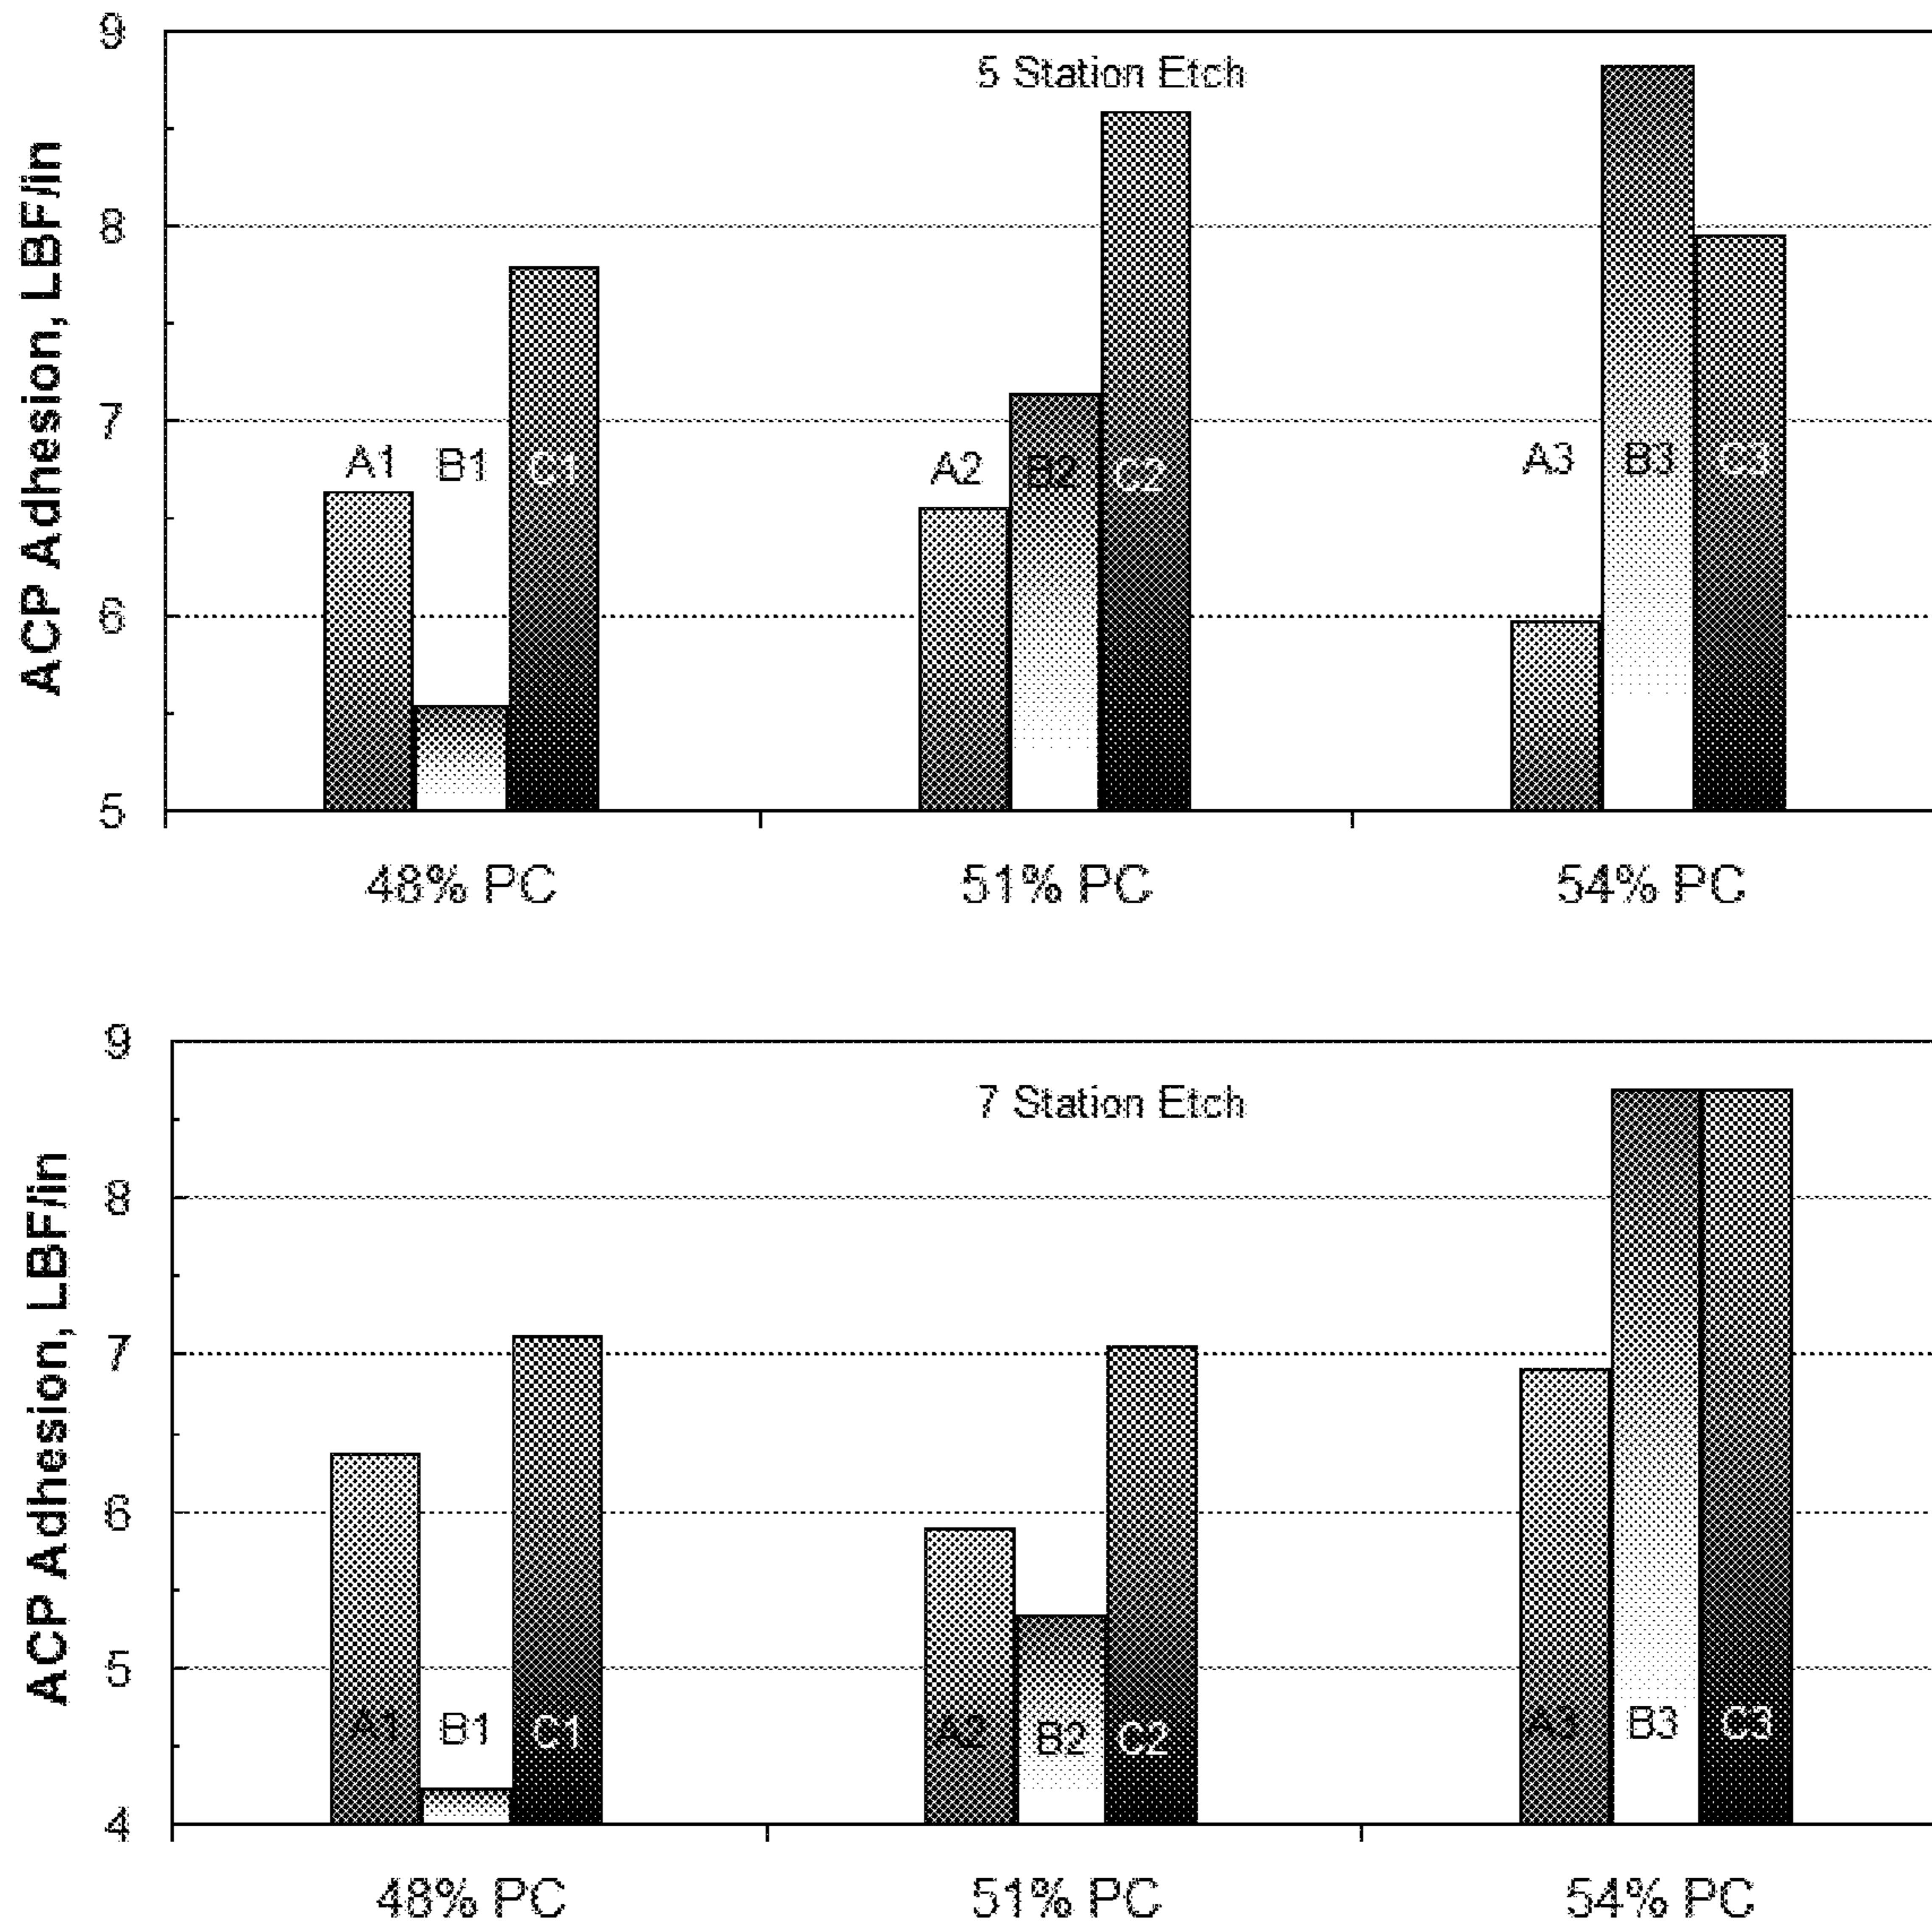 9
5 Station Etch
8
7
6
5
ACP Adhesion, LBF/in
A1 B1 C1
A2 B2 C2
A3 B3 C3
48% PC 51% PC 54% PC
9
7 Station Etch
8
7
6
5
4
ACP Adhesion, LBF/in
A1 B1 C1
A2 B2 C2
A3 B3 C3
48% PC 51% PC 54% PC